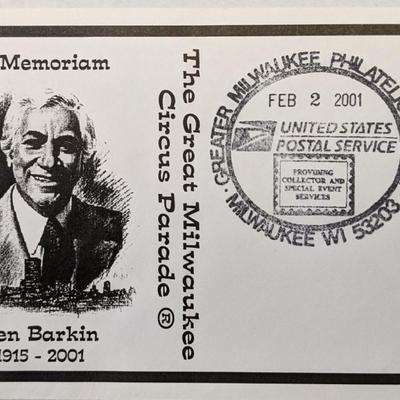 Memoriam
en Barkin
1915 - 2001
The Great Milwaukee
Circus Parade ®
GREATER MILWAUKEE PHILATELI
FEB 2 2001
UNITED STATES
POSTAL SERVICE
PROVIDING
COLLECTOR AND
SPECIAL EVENT
SERVICES
MILWAUKEE WI 53203